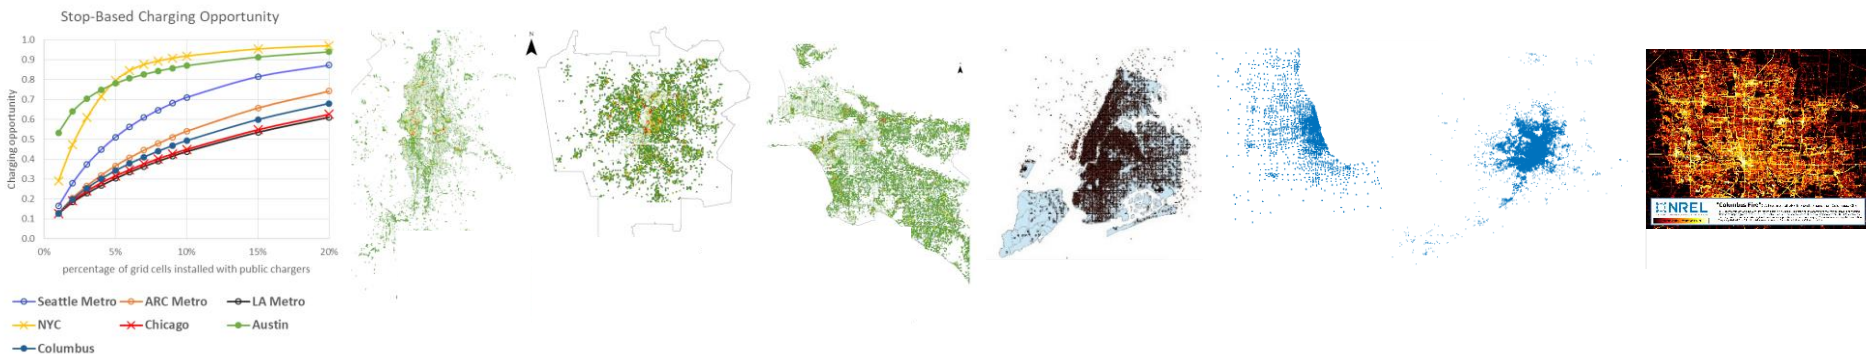 Stop-Based Charging Opportunity
1.0
0.9
0.8
0.7
0.6
0.5
0.4
0.3
0.2
0.1
0.0
Charging opportunity
0%
5%
10%
15%
20%
percentage of grid cells installed with public chargers
Seattle Metro
ARC Metro
LA Metro
NYC
Chicago
Austin
Columbus
N
NREL
"Columbus Fire"